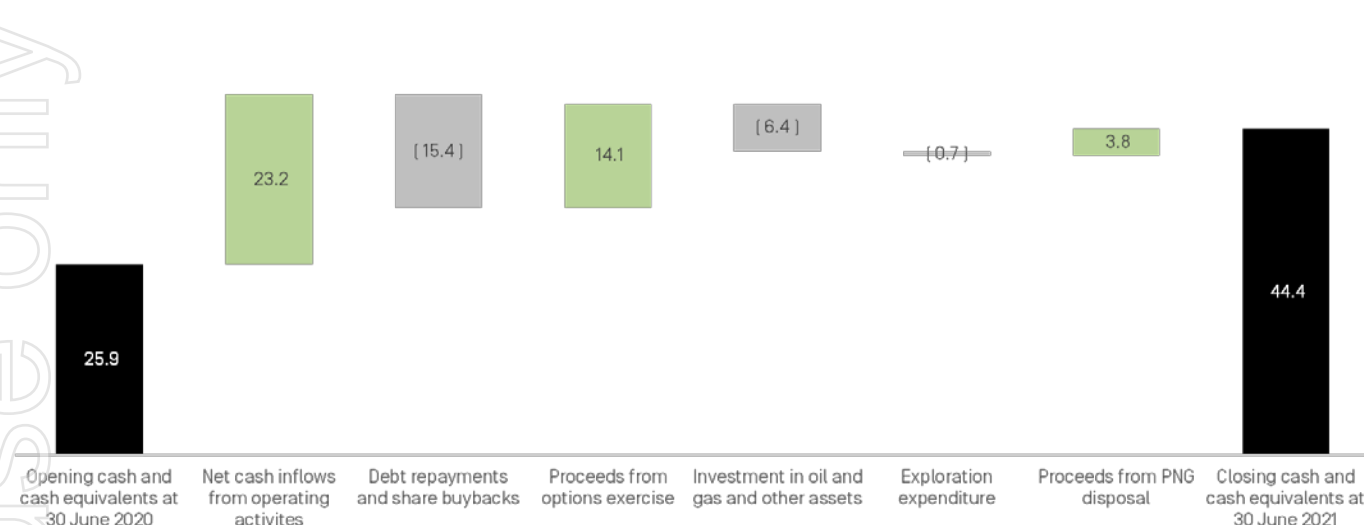 23.2
( 15.4 )
14.1
( 6.4 )
( 0.7 )
3.8
25.9
44.4
Opening cash and
cash equivalents at
30 June 2020
Net cash inflows
from operating
activites
Debt repayments
and share buybacks
Proceeds from
options exercise
Investment in oil and
gas and other assets
Exploration
expenditure
Proceeds from PNG
disposal
Closing cash and
cash equivalents at
30 June 2021
use only